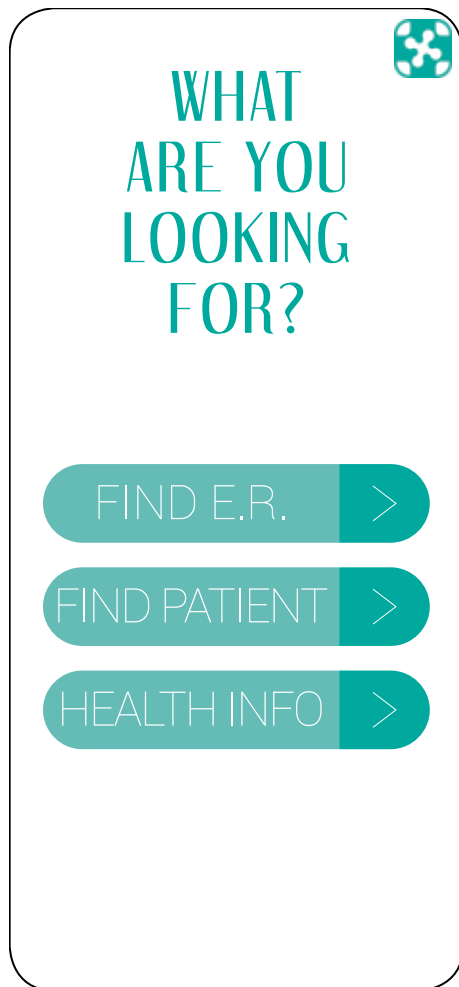 WHAT
ARE YOU
LOOKING
FOR?
FIND E.R.
FIND PATIENT
HEALTH INFO